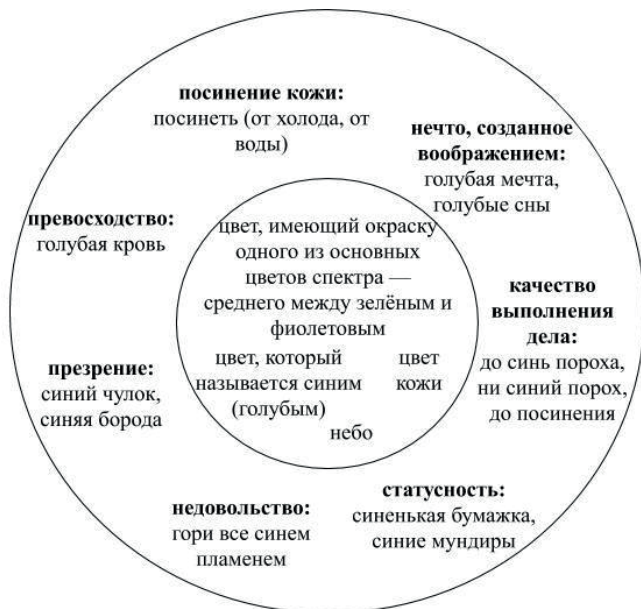 посинение кожи:
посинеть (от холода, от
воды)
нечто, созданное
воображением:
голубая мечта,
голубые сны
превосходство:
голубая кровь
цвет, имеющий окраску
одного из основных
цветов спектра —
среднего между зелёным и
фиолетовым
цвет, который
называется синим
(голубым)
цвет
кожи
небо
качество
выполнения
дела:
до синь пороха,
ни синий порох,
до посинения
презрение:
синий чулок,
синяя борода
недовольство:
гори все синем
пламенем
статусность:
синенькая бумажка,
синие мундиры